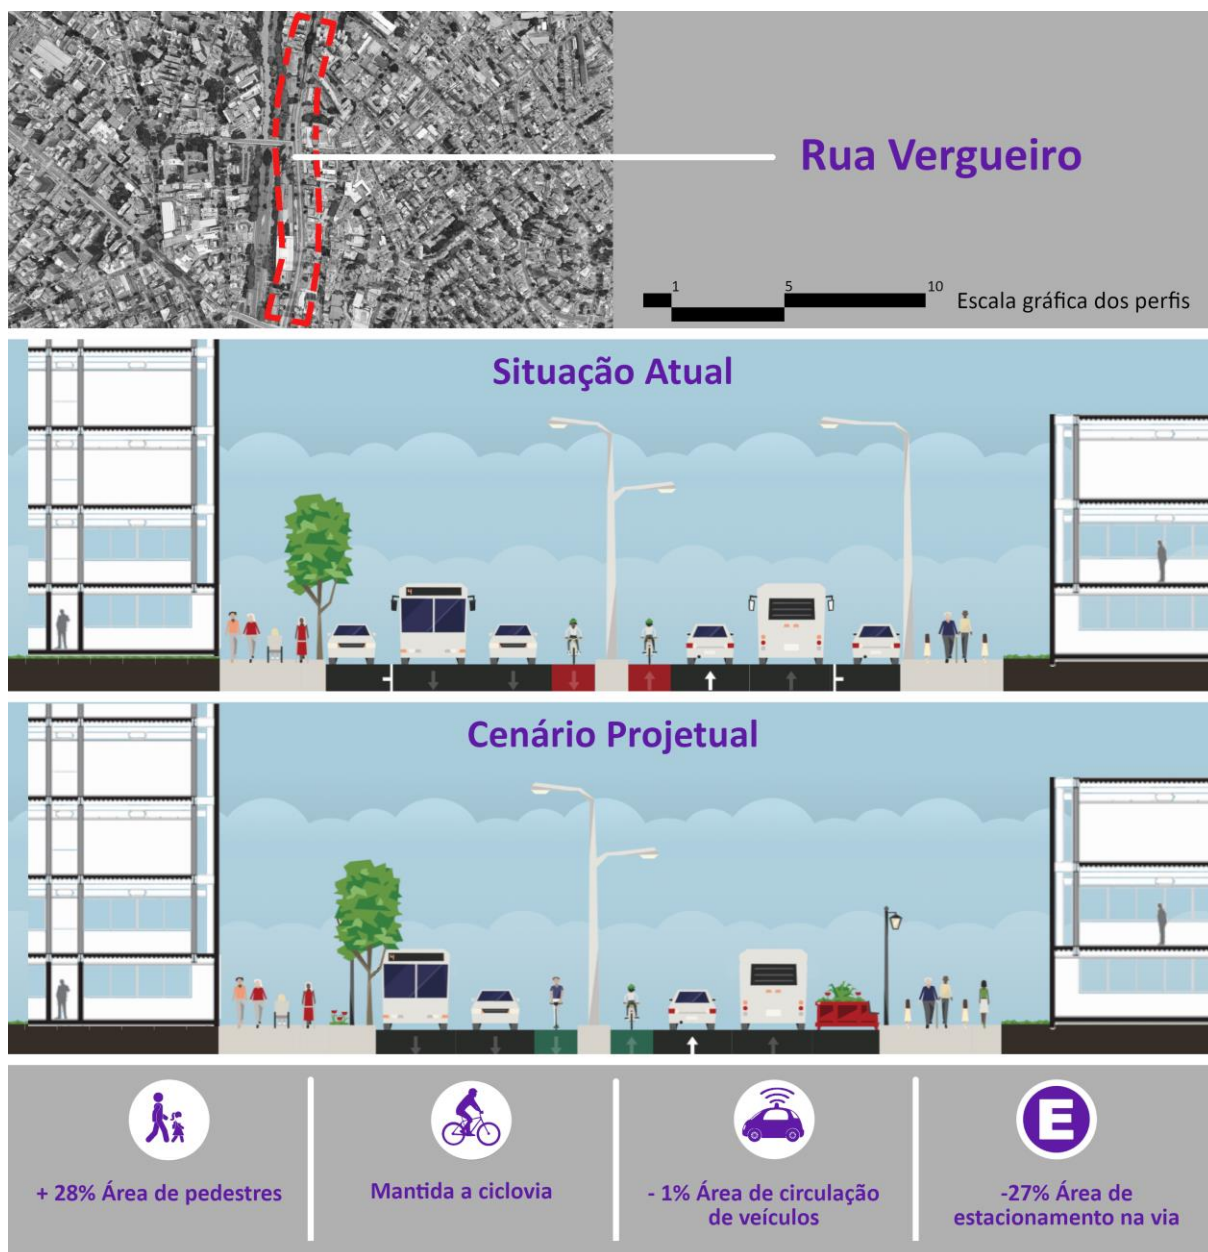 Rua Vergueiro
1 5 10
Escala gráfica dos perfis
Situação Atual
Cenário Projetual
E
+ 28% Área de pedestres
Mantida a ciclovia
- 1% Área de circulação
de veículos
-27% Área de
estacionamento na via